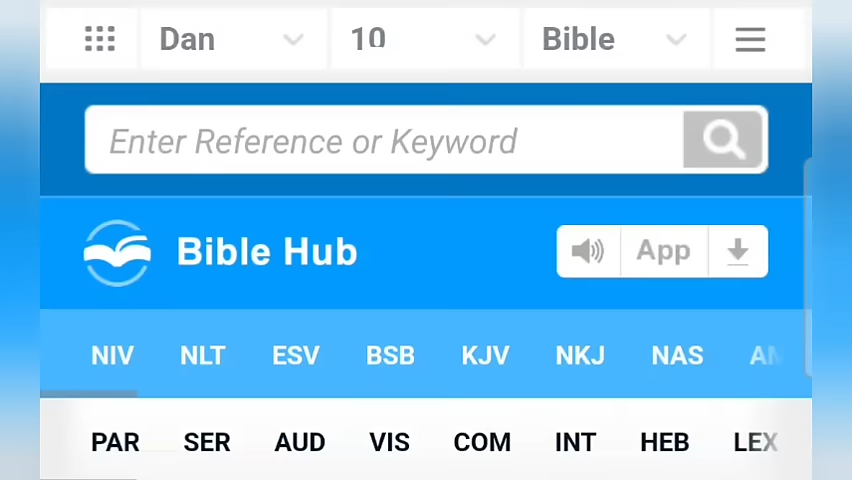 Dan 10 Bible
Enter Reference or Keyword
Bible Hub App
NIV NLT ESV BSB KJV NKJ NAS
PAR SER AUD VIS COM INT HEB LEX